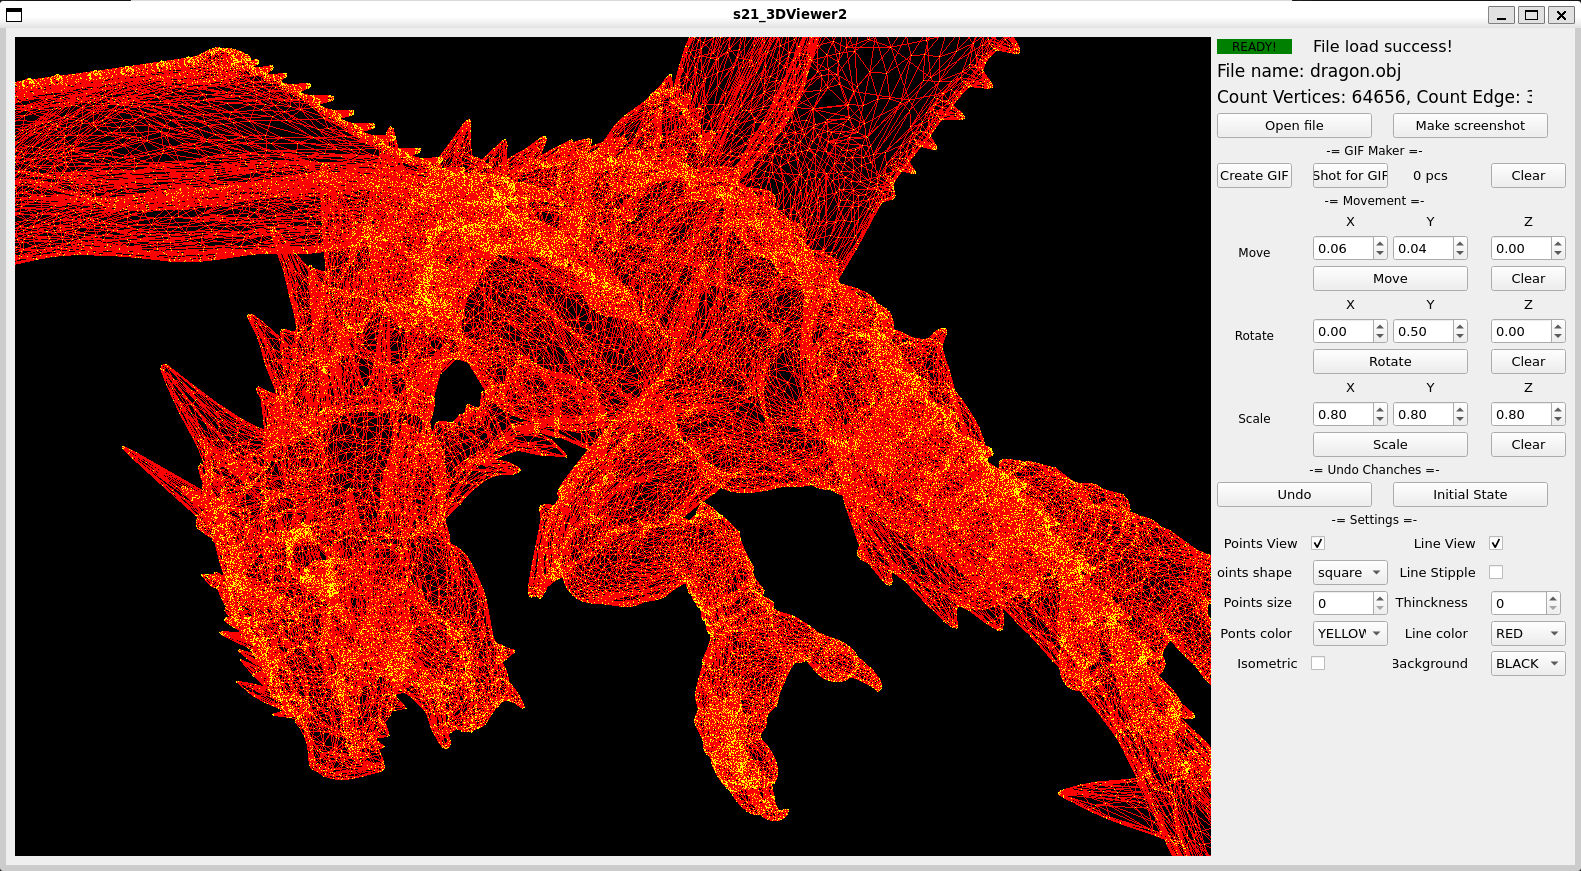 s21_3DViewer2
READY! File load success!
File name: dragon.obj
Count Vertices: 64656, Count Edge:
Open file Make screenshot
-= GIF Maker =-
Create GIF Shot for GIF 0 pcs Clear
-= Movement =-
X Y Z
Move 0.06 0.04 0.00
Move Clear
X Y Z
Rotate 0.00 0.50 0.00
Rotate Clear
X Y Z
Scale 0.80 0.80 0.80
Scale Clear
-= Undo Chanches =-
Undo Initial State
-= Settings =-
Points View Line View
oints shape square Line Stipple
Points size 0 Thinckness 0
Ponts color YELLOW Line color RED
Isometric Background BLACK